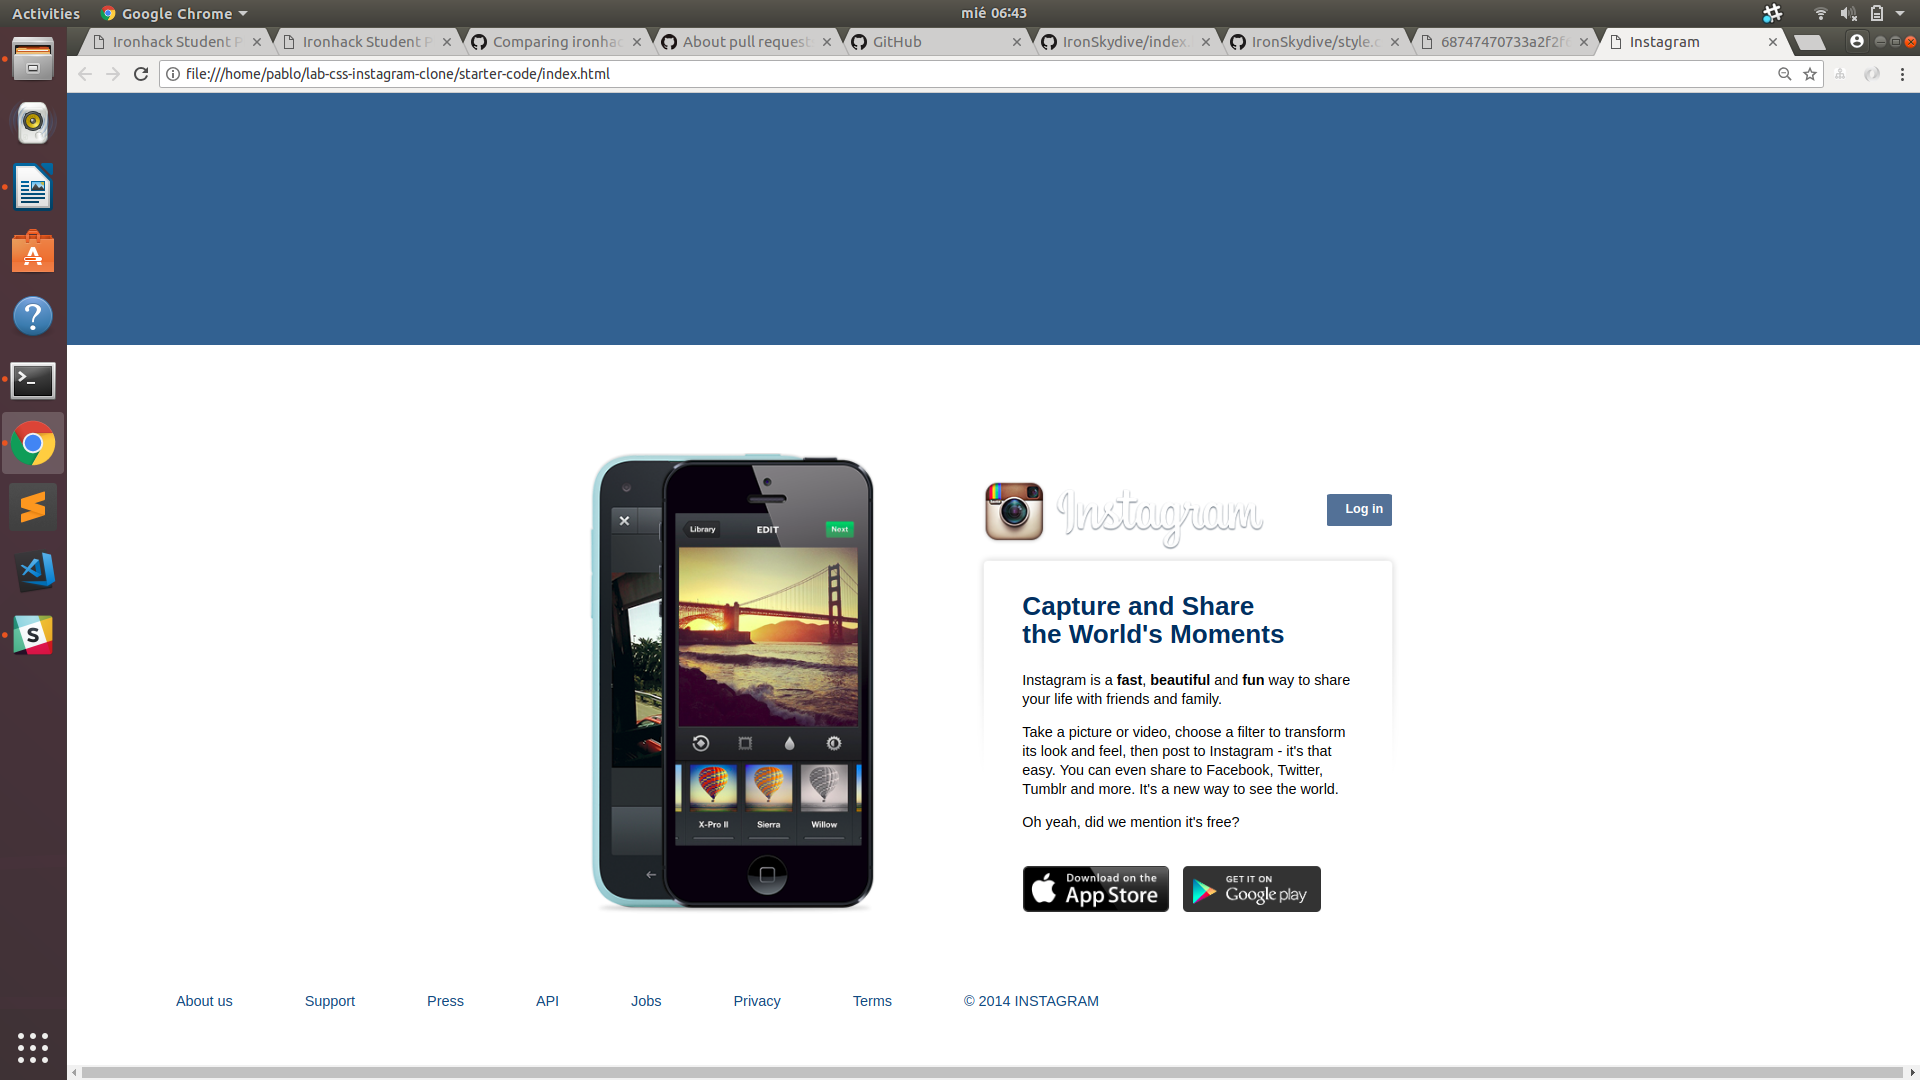 Activities
Google Chrome
mié 06:43
Ironhack Student P
Ironhack Student P
Comparing ironhac
About pull request
GitHub
IronSkydive/index.
IronSkydive/style.c
68747470733a2f2f6
Instagram
file:///home/pablo/lab-css-instagram-clone/starter-code/index.html
Library
EDIT
Next
X-Pro II
Sierra
Willow
Instagram
Log in
Capture and Share
the World's Moments
Instagram is a fast, beautiful and fun way to share
your life with friends and family.
Take a picture or video, choose a filter to transform
its look and feel, then post to Instagram - it's that
easy. You can even share to Facebook, Twitter,
Tumblr and more. It's a new way to see the world.
Oh yeah, did we mention it's free?
Download on the
App Store
GET IT ON
Google play
About us
Support
Press
API
Jobs
Privacy
Terms
© 2014 INSTAGRAM